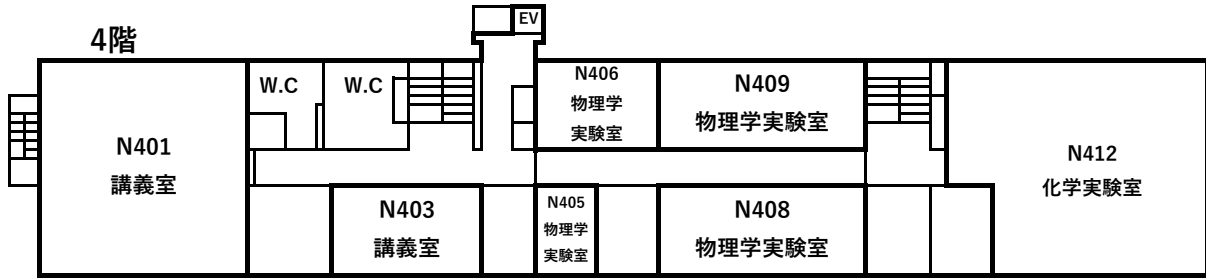 EV
4階
W.C
W.C
N401
講義室
N403
講義室
N406
物理学
実験室
N409
物理学実験室
N405
物理学
実験室
N408
物理学実験室
N412
化学実験室